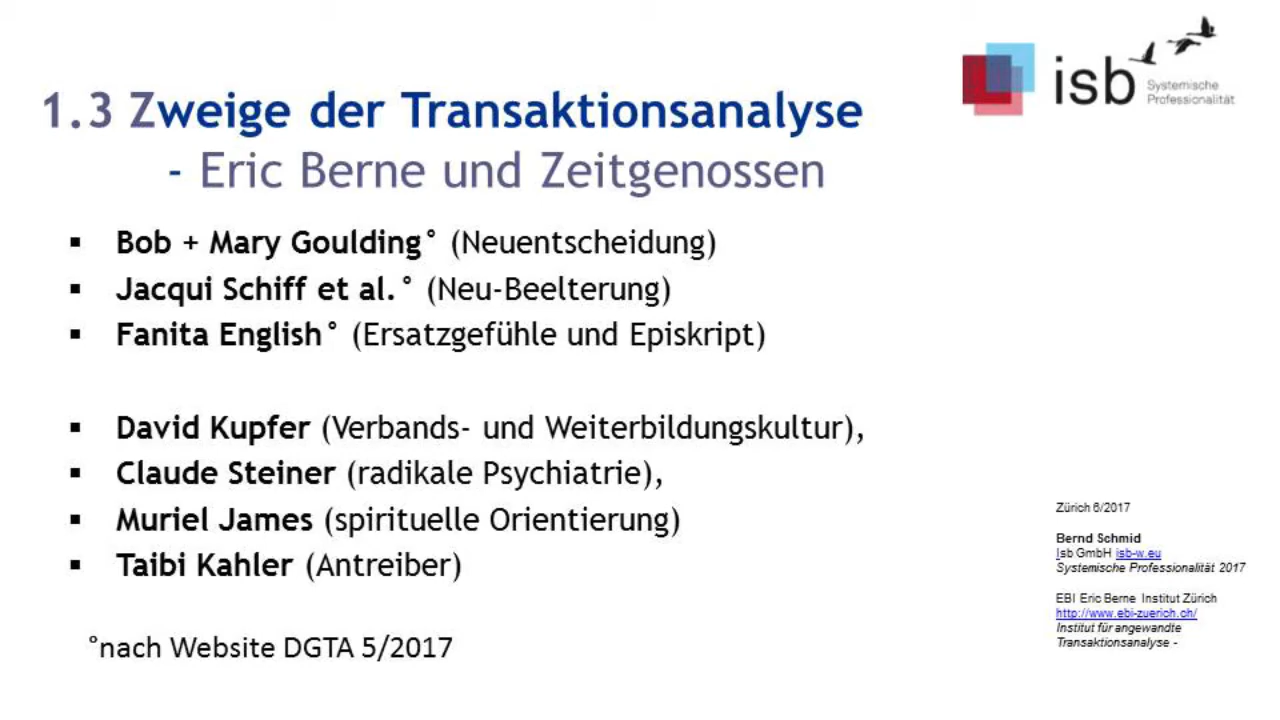 isb
Systemische
Professionalität
1.3 Zweige der Transaktionsanalyse
- Eric Berne und Zeitgenossen
▪ Bob + Mary Goulding° (Neuentscheidung)
▪ Jacqui Schiff et al.° (Neu-Beelterung)
▪ Fanita English° (Ersatzgefühle und Episkript)
▪ David Kupfer (Verbands- und Weiterbildungskultur),
▪ Claude Steiner (radikale Psychiatrie),
▪ Muriel James (spirituelle Orientierung)
▪ Taibi Kahler (Antreiber)
°nach Website DGTA 5/2017
Zürich 6/2017
Bernd Schmid
Isb GmbH isb-w.eu
Systemische Professionalität 2017
EBI Eric Berne Institut Zürich
http://www.ebi-zuerich.ch/
Institut für angewandte
Transaktionsanalyse -